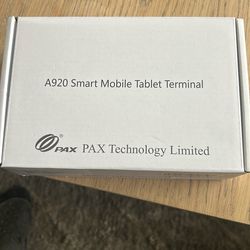 A920 Smart Mobile Tablet Terminal
PAX PAX Technology Limited